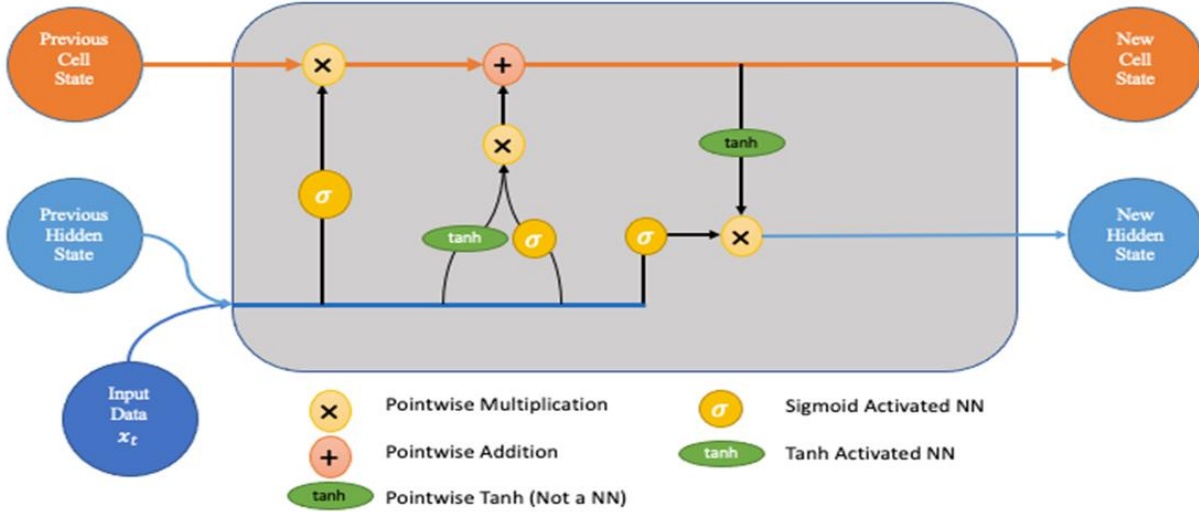 Previous
Cell
State
New
Cell
State
×
+
×
tanh
σ
Previous
Hidden
State
tanh
σ
σ
×
New
Hidden
State
Input
Data
xₜ
× Pointwise Multiplication
σ Sigmoid Activated NN
+ Pointwise Addition
tanh Tanh Activated NN
tanh Pointwise Tanh (Not a NN)